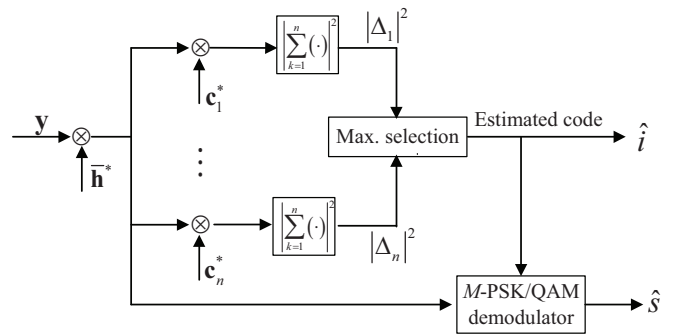 y
h̄*
c₁*
|∑ₖ₌₁ⁿ(·)|²
|Δ₁|²
⋮
cₙ*
|∑ₖ₌₁ⁿ(·)|²
|Δₙ|²
Max. selection
Estimated code
î
M-PSK/QAM
demodulator
ŝ